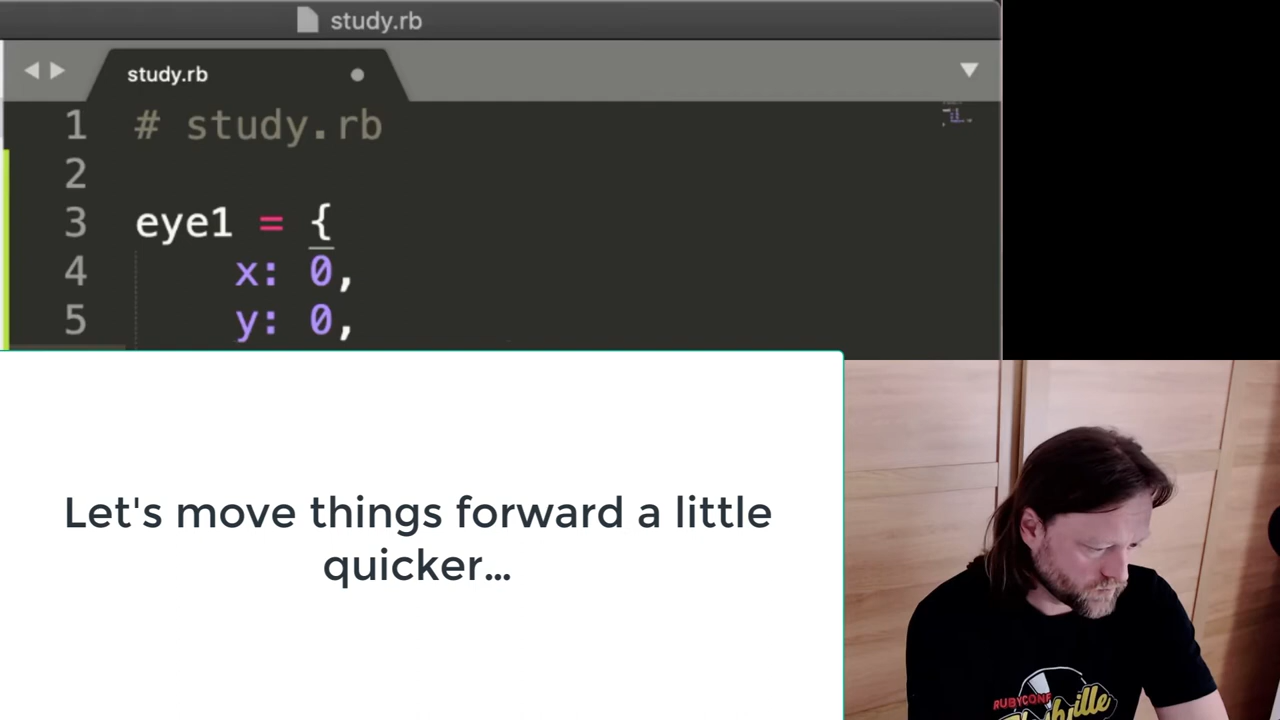 study.rb
study.rb
1 # study.rb
2
3 eye1 = {
4 x: 0,
5 y: 0,
Let's move things forward a little
quicker...
RUBYCONF
Nashville